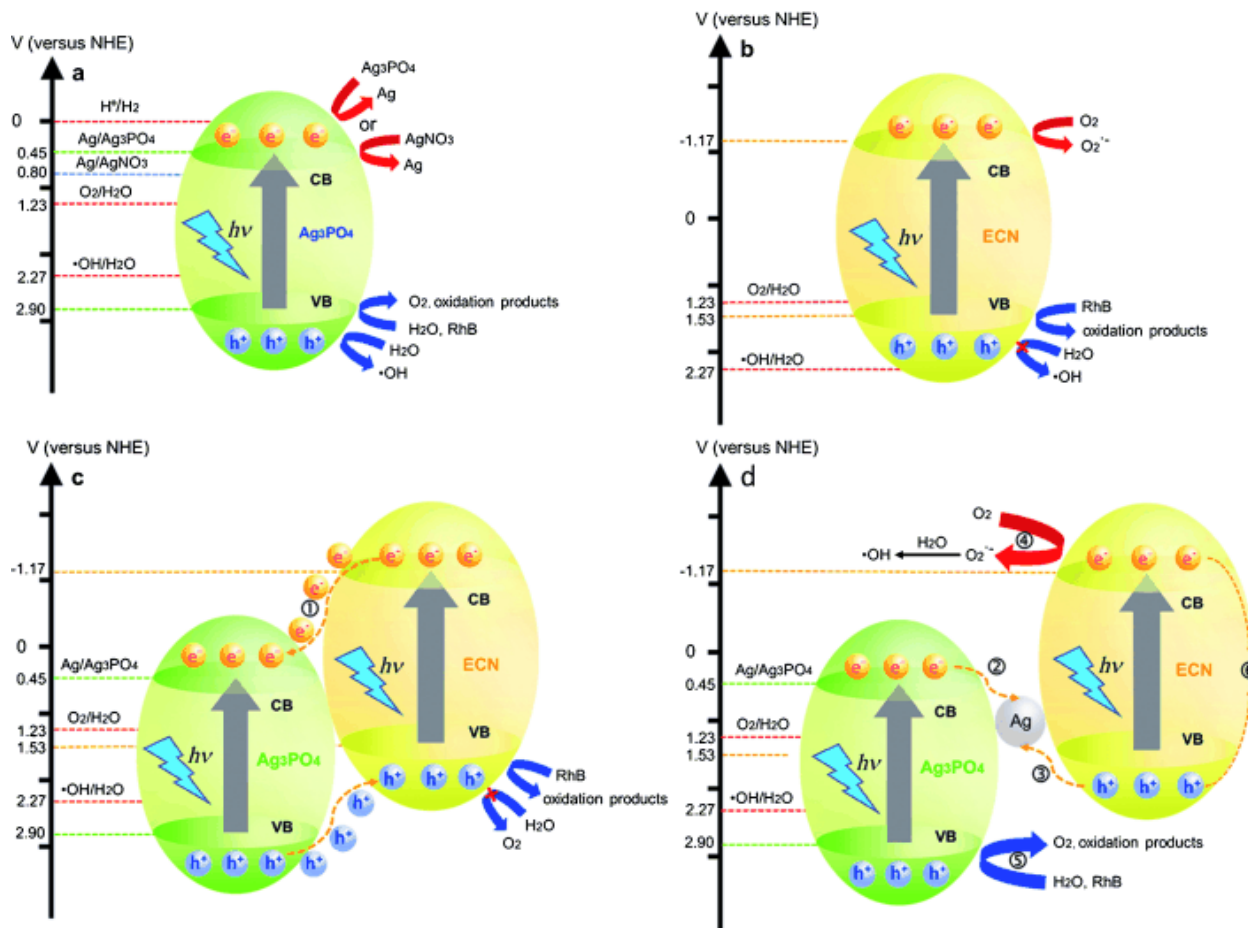 V (versus NHE)
a
H⁺/H₂
0
Ag/Ag₃PO₄
0.45
Ag/AgNO₃
0.80
O₂/H₂O
1.23
•OH/H₂O
2.27
2.90
e⁻ e⁻ e⁻
CB
hν
Ag₃PO₄
VB
h⁺ h⁺ h⁺
Ag₃PO₄
Ag
or
AgNO₃
Ag
O₂, oxidation products
H₂O, RhB
H₂O
•OH
V (versus NHE)
b
-1.17
0
O₂/H₂O
1.23
1.53
•OH/H₂O
2.27
e⁻ e⁻ e⁻
CB
hν
ECN
VB
h⁺ h⁺ h⁺
O₂
O₂•⁻
RhB
oxidation products
H₂O
•OH
V (versus NHE)
c
-1.17
0
Ag/Ag₃PO₄
0.45
O₂/H₂O
1.23
1.53
•OH/H₂O
2.27
2.90
e⁻ e⁻ e⁻ e⁻
e⁻
①
e⁻
e⁻ e⁻ e⁻
CB
hν
ECN
VB
CB
hν
Ag₃PO₄
VB
h⁺ h⁺ h⁺
h⁺
h⁺
h⁺ h⁺ h⁺ h⁺
RhB
oxidation products
H₂O
O₂
V (versus NHE)
d
-1.17
0
Ag/Ag₃PO₄
0.45
O₂/H₂O
1.23
1.53
•OH/H₂O
2.27
2.90
O₂
④
•OH
H₂O
O₂•⁻
e⁻ e⁻ e⁻
CB
hν
ECN
⑥
VB
h⁺ h⁺ h⁺
e⁻ e⁻ e⁻
②
Ag
③
CB
hν
Ag₃PO₄
VB
h⁺ h⁺ h⁺
⑤
O₂, oxidation products
H₂O, RhB